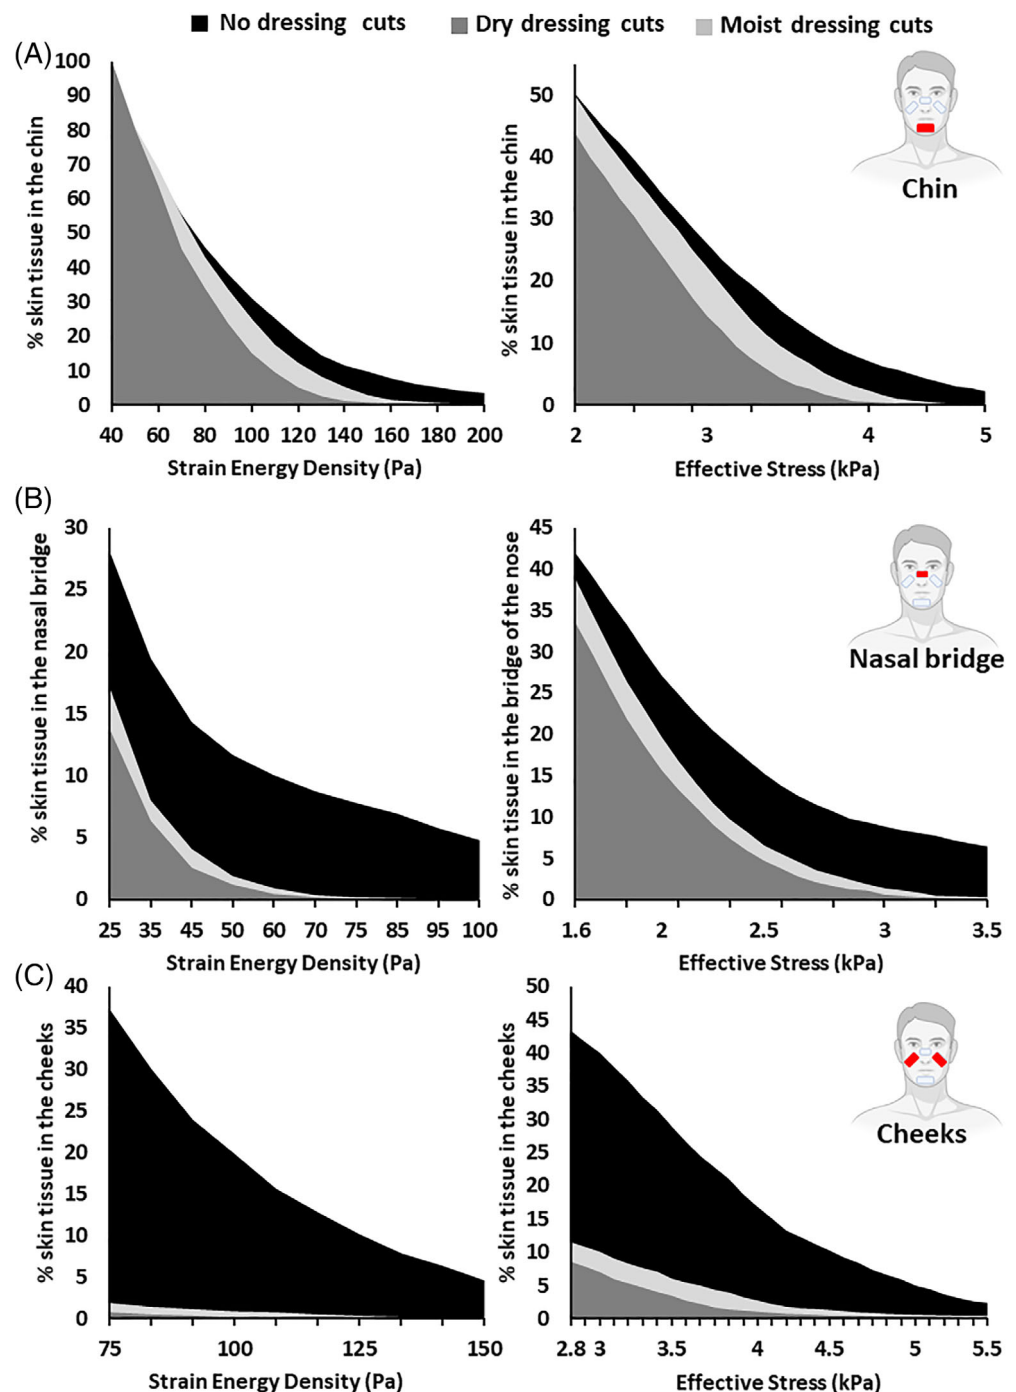 No dressing cuts Dry dressing cuts Moist dressing cuts
(A)
% skin tissue in the chin
100
90
80
70
60
50
40
30
20
10
0
40 60 80 100 120 140 160 180 200
Strain Energy Density (Pa)
% skin tissue in the chin
50
40
30
20
10
0
2 3 4 5
Effective Stress (kPa)
Chin
(B)
% skin tissue in the nasal bridge
30
25
20
15
10
5
0
25 35 45 50 60 70 75 85 95 100
Strain Energy Density (Pa)
% skin tissue in the bridge of the nose
45
40
35
30
25
20
15
10
5
0
1.6 2 2.5 3 3.5
Effective Stress (kPa)
Nasal bridge
(C)
% skin tissue in the cheeks
40
35
30
25
20
15
10
5
0
75 100 125 150
Strain Energy Density (Pa)
% skin tissue in the cheeks
50
45
40
35
30
25
20
15
10
5
0
2.8 3 3.5 4 4.5 5 5.5
Effective Stress (kPa)
Cheeks